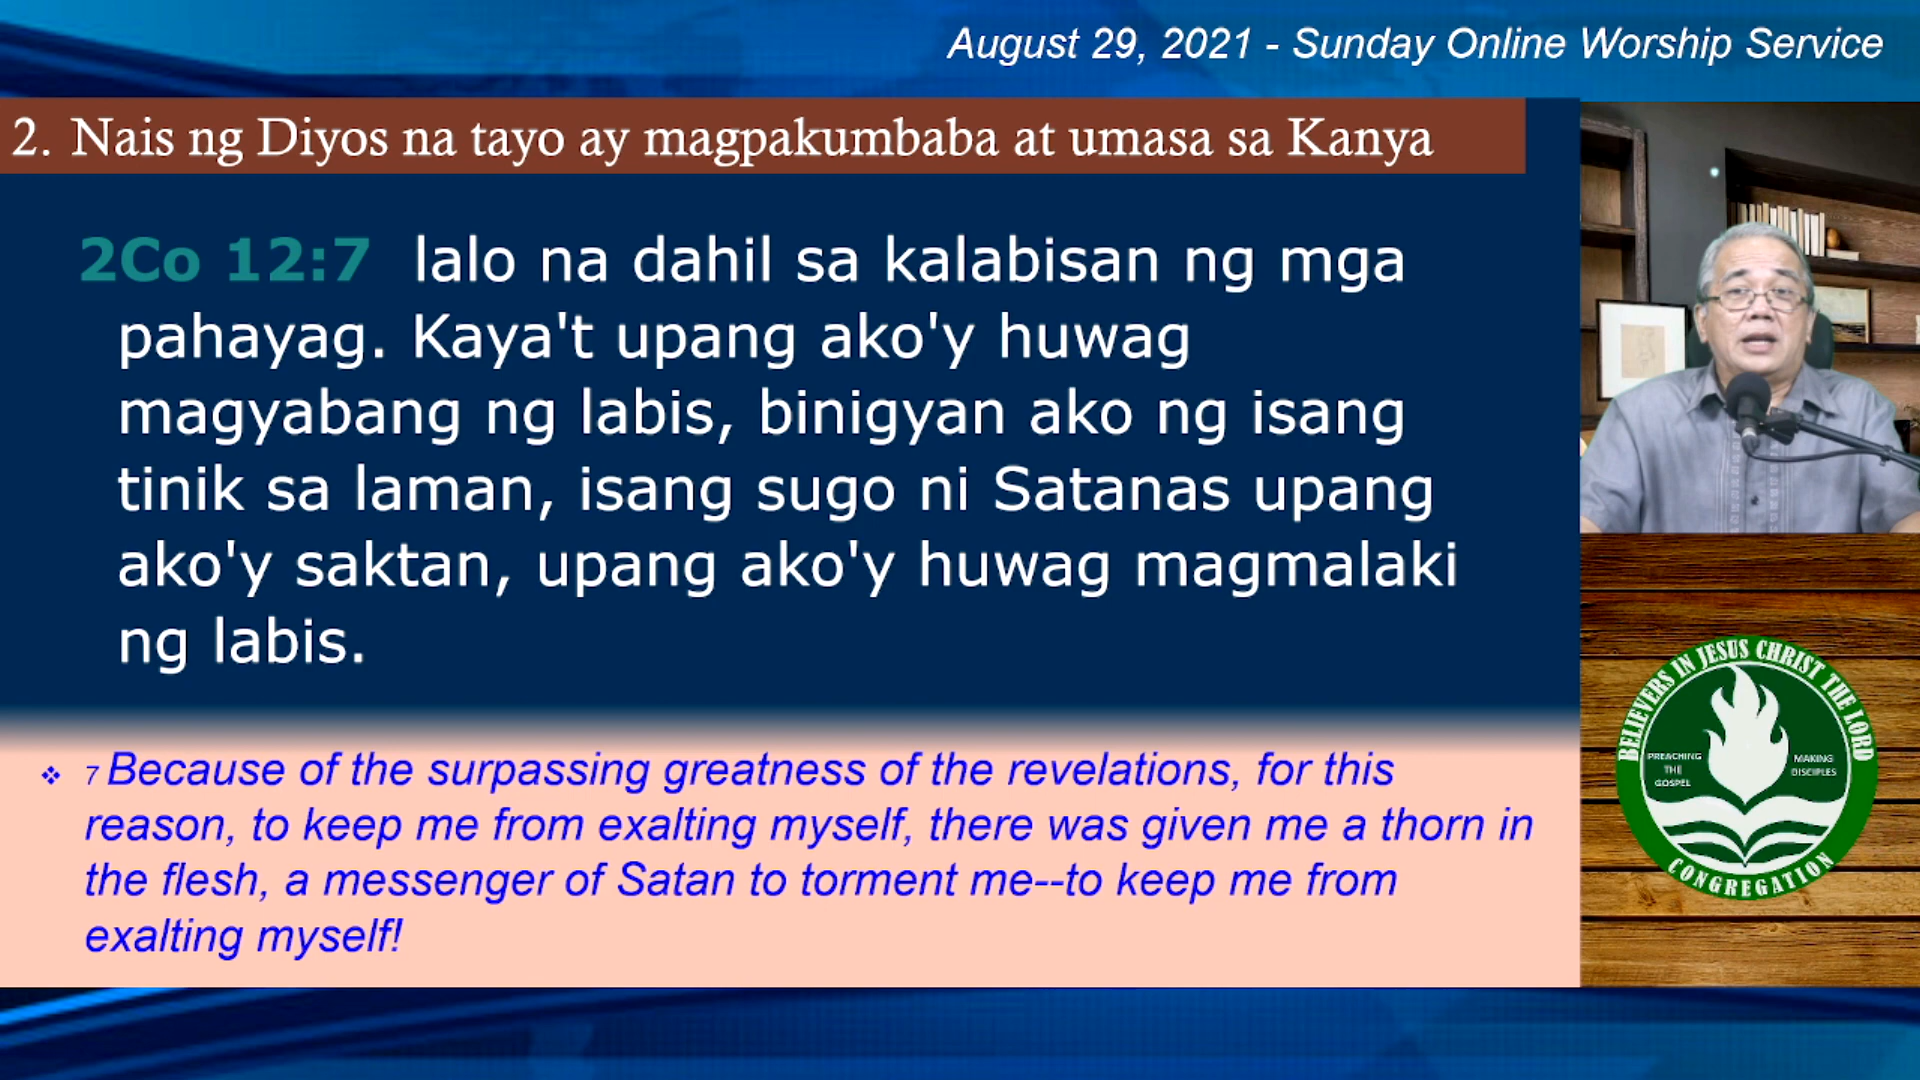 August 29, 2021 - Sunday Online Worship Service
2. Nais ng Diyos na tayo ay magpakumbaba at umasa sa Kanya
2Co 12:7 lalo na dahil sa kalabisan ng mga
pahayag. Kaya't upang ako'y huwag
magyabang ng labis, binigyan ako ng isang
tinik sa laman, isang sugo ni Satanas upang
ako'y saktan, upang ako'y huwag magmalaki
ng labis.
❖ 7 Because of the surpassing greatness of the revelations, for this
reason, to keep me from exalting myself, there was given me a thorn in
the flesh, a messenger of Satan to torment me--to keep me from
exalting myself!
BELIEVERS IN JESUS CHRIST THE LORD
PREACHING
THE
GOSPEL
MAKING
DISCIPLES
CONGREGATION